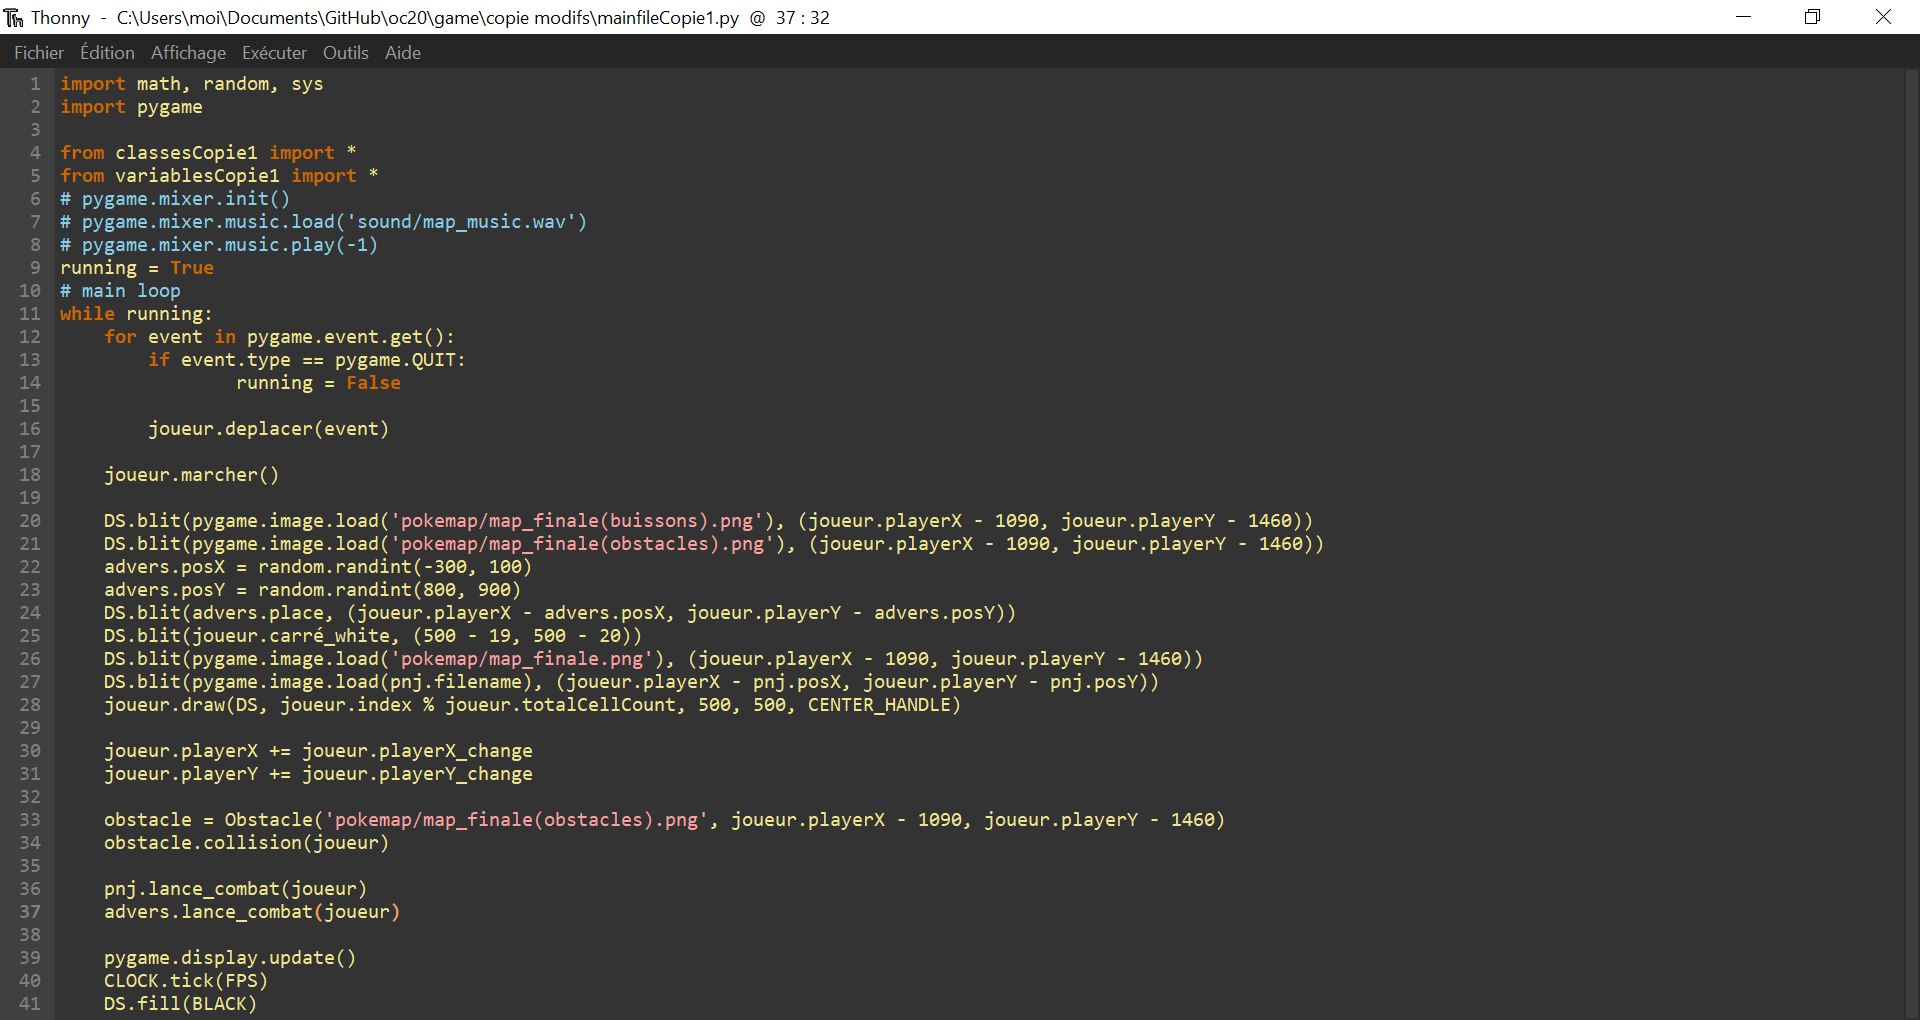 Thonny - C:\Users\moi\Documents\GitHub\oc20\game\copie modifs\mainfileCopie1.py @ 37 : 32
Fichier Édition Affichage Exécuter Outils Aide
1 import math, random, sys
2 import pygame
3
4 from classesCopie1 import *
5 from variablesCopie1 import *
6 # pygame.mixer.init()
7 # pygame.mixer.music.load('sound/map_music.wav')
8 # pygame.mixer.music.play(-1)
9 running = True
10 # main loop
11 while running:
12     for event in pygame.event.get():
13         if event.type == pygame.QUIT:
14                 running = False
15
16         joueur.deplacer(event)
17
18     joueur.marcher()
19
20     DS.blit(pygame.image.load('pokemap/map_finale(buissons).png'), (joueur.playerX - 1090, joueur.playerY - 1460))
21     DS.blit(pygame.image.load('pokemap/map_finale(obstacles).png'), (joueur.playerX - 1090, joueur.playerY - 1460))
22     advers.posX = random.randint(-300, 100)
23     advers.posY = random.randint(800, 900)
24     DS.blit(advers.place, (joueur.playerX - advers.posX, joueur.playerY - advers.posY))
25     DS.blit(joueur.carré_white, (500 - 19, 500 - 20))
26     DS.blit(pygame.image.load('pokemap/map_finale.png'), (joueur.playerX - 1090, joueur.playerY - 1460))
27     DS.blit(pygame.image.load(pnj.filename), (joueur.playerX - pnj.posX, joueur.playerY - pnj.posY))
28     joueur.draw(DS, joueur.index % joueur.totalCellCount, 500, 500, CENTER_HANDLE)
29
30     joueur.playerX += joueur.playerX_change
31     joueur.playerY += joueur.playerY_change
32
33     obstacle = Obstacle('pokemap/map_finale(obstacles).png', joueur.playerX - 1090, joueur.playerY - 1460)
34     obstacle.collision(joueur)
35
36     pnj.lance_combat(joueur)
37     advers.lance_combat(joueur)
38
39     pygame.display.update()
40     CLOCK.tick(FPS)
41     DS.fill(BLACK)